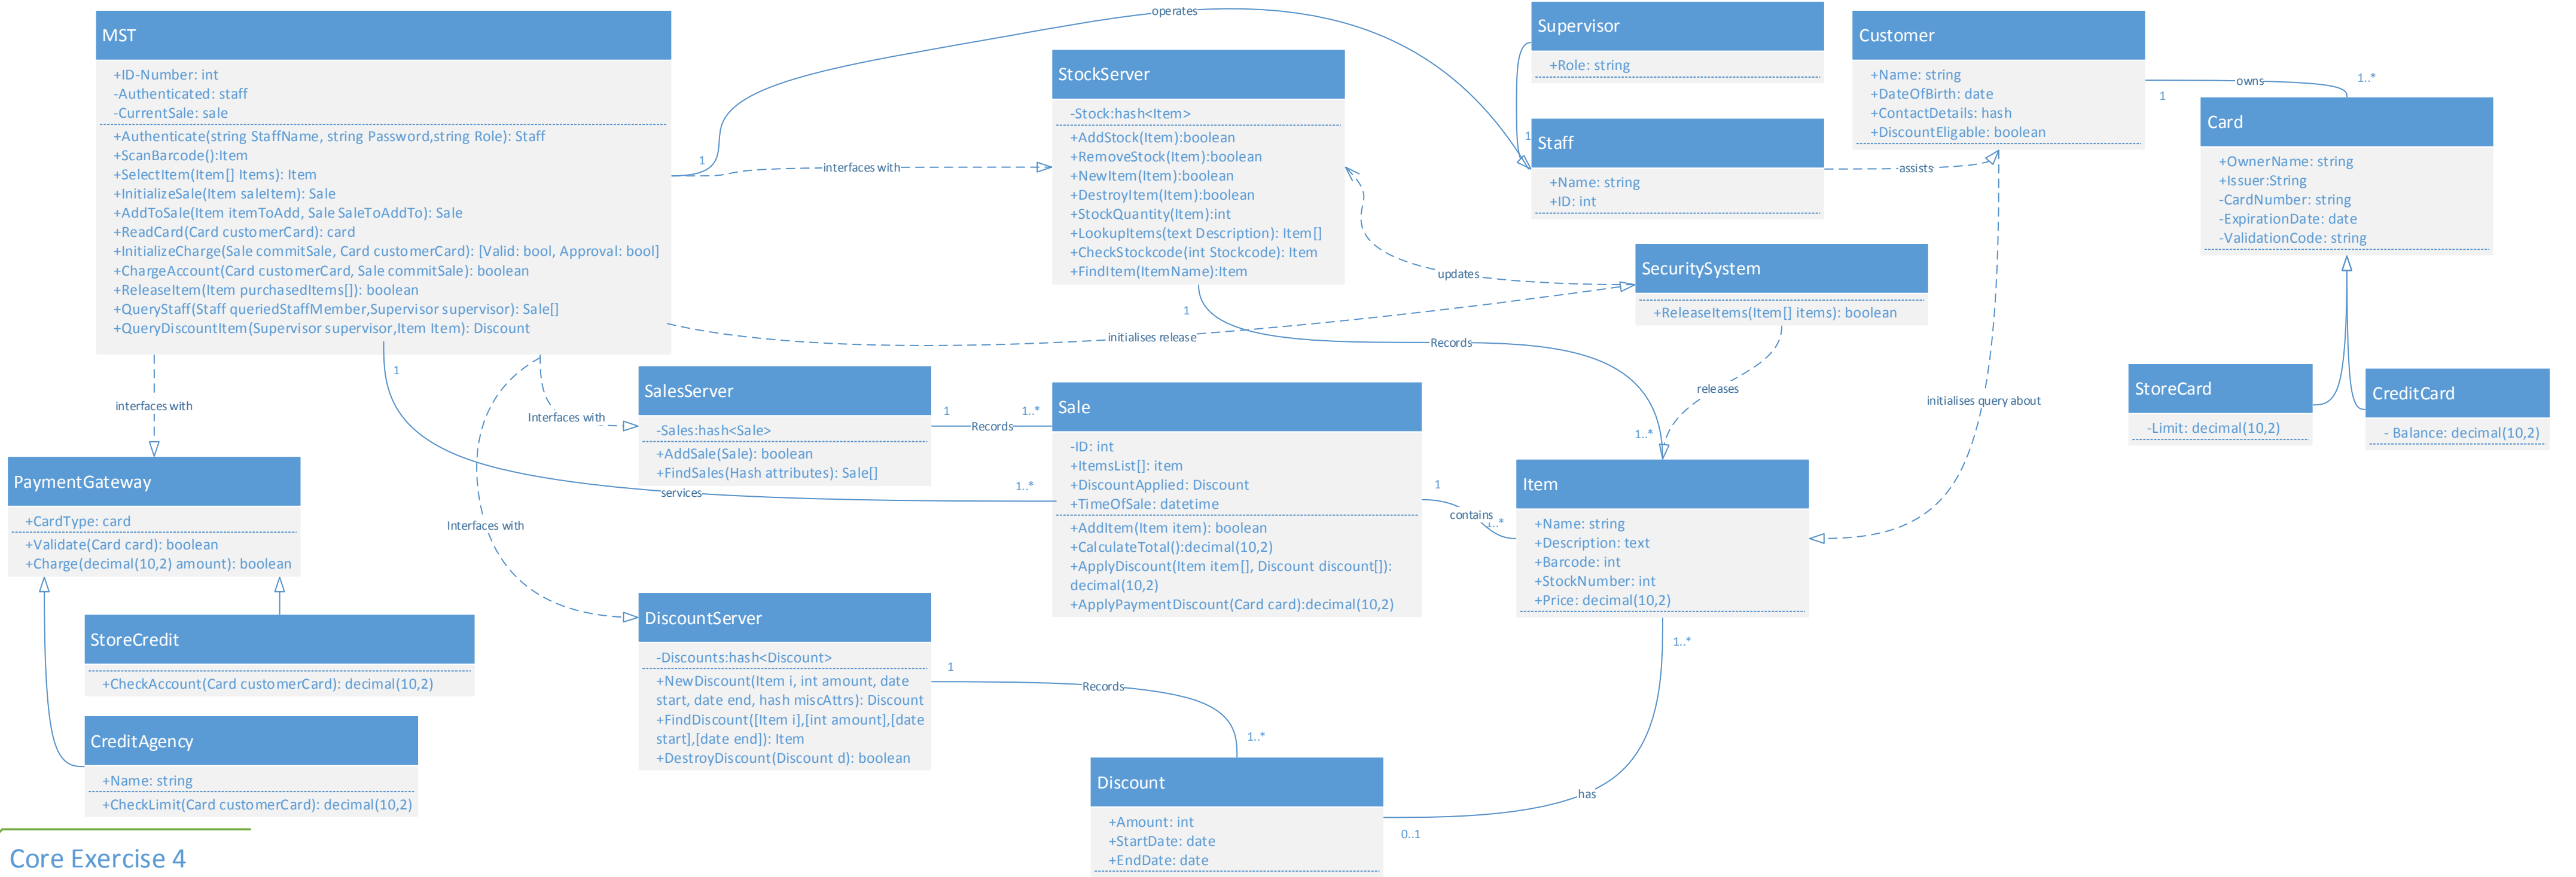 MST
+ID-Number: int
-Authenticated: staff
-CurrentSale: sale
+Authenticate(string StaffName, string Password,string Role): Staff
+ScanBarcode():Item
+SelectItem(Item[] Items): Item
+InitializeSale(Item saleItem): Sale
+AddToSale(Item itemToAdd, Sale SaleToAddTo): Sale
+ReadCard(Card customerCard): card
+InitializeCharge(Sale commitSale, Card customerCard): [Valid: bool, Approval: bool]
+ChargeAccount(Card customerCard, Sale commitSale): boolean
+ReleaseItem(Item purchasedItems[]): boolean
+QueryStaff(Staff queriedStaffMember,Supervisor supervisor): Sale[]
+QueryDiscountItem(Supervisor supervisor,Item Item): Discount
operates
1
1
interfaces with
StockServer
-Stock:hash<Item>
+AddStock(Item):boolean
+RemoveStock(Item):boolean
+NewItem(Item):boolean
+DestroyItem(Item):boolean
+StockQuantity(Item):int
+LookupItems(text Description): Item[]
+CheckStockcode(int Stockcode): Item
+FindItem(ItemName):Item
Supervisor
+Role: string
Staff
+Name: string
+ID: int
assists
Customer
+Name: string
+DateOfBirth: date
+ContactDetails: hash
+DiscountEligable: boolean
owns
1
1..*
Card
+OwnerName: string
+Issuer:String
-CardNumber: string
-ExpirationDate: date
-ValidationCode: string
updates
SecuritySystem
+ReleaseItems(Item[] items): boolean
initialises release
1
Records
1..*
releases
initialises query about
StoreCard
-Limit: decimal(10,2)
CreditCard
- Balance: decimal(10,2)
interfaces with
1
services
1..*
Interfaces with
Interfaces with
SalesServer
-Sales:hash<Sale>
+AddSale(Sale): boolean
+FindSales(Hash attributes): Sale[]
1
Records
1..*
Sale
-ID: int
+ItemsList[]: item
+DiscountApplied: Discount
+TimeOfSale: datetime
+AddItem(Item item): boolean
+CalculateTotal():decimal(10,2)
+ApplyDiscount(Item item[], Discount discount[]):
decimal(10,2)
+ApplyPaymentDiscount(Card card):decimal(10,2)
1
contains
1..*
Item
+Name: string
+Description: text
+Barcode: int
+StockNumber: int
+Price: decimal(10,2)
PaymentGateway
+CardType: card
+Validate(Card card): boolean
+Charge(decimal(10,2) amount): boolean
StoreCredit
+CheckAccount(Card customerCard): decimal(10,2)
CreditAgency
+Name: string
+CheckLimit(Card customerCard): decimal(10,2)
DiscountServer
-Discounts:hash<Discount>
+NewDiscount(Item i, int amount, date
start, date end, hash miscAttrs): Discount
+FindDiscount([Item i],[int amount],[date
start],[date end]): Item
+DestroyDiscount(Discount d): boolean
1
Records
1..*
1..*
has
0..1
Discount
+Amount: int
+StartDate: date
+EndDate: date
Core Exercise 4